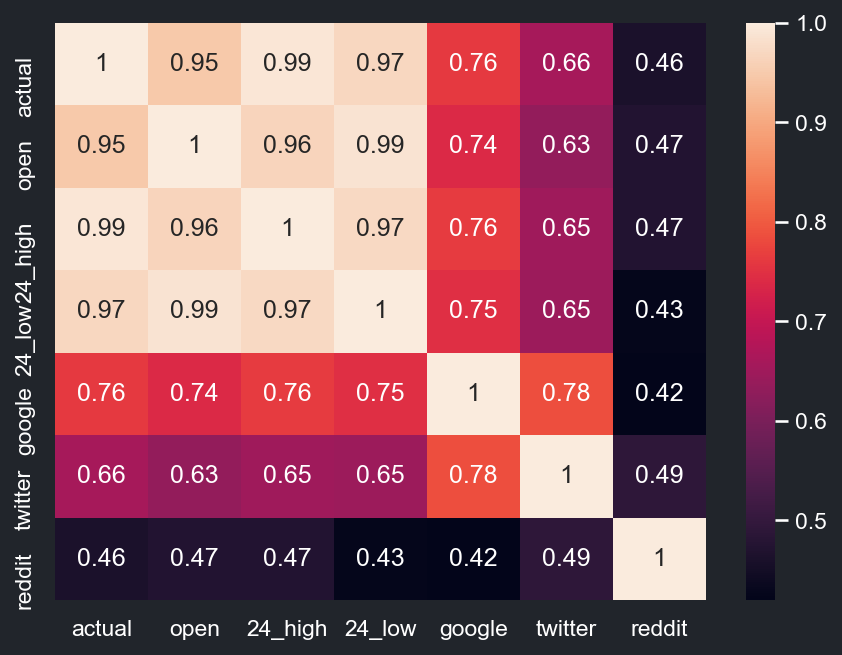 actual 1 0.95 0.99 0.97 0.76 0.66 0.46
open 0.95 1 0.96 0.99 0.74 0.63 0.47
24_high 0.99 0.96 1 0.97 0.76 0.65 0.47
24_low 0.97 0.99 0.97 1 0.75 0.65 0.43
google 0.76 0.74 0.76 0.75 1 0.78 0.42
twitter 0.66 0.63 0.65 0.65 0.78 1 0.49
reddit 0.46 0.47 0.47 0.43 0.42 0.49 1
actual open 24_high 24_low google twitter reddit
1.0
0.9
0.8
0.7
0.6
0.5